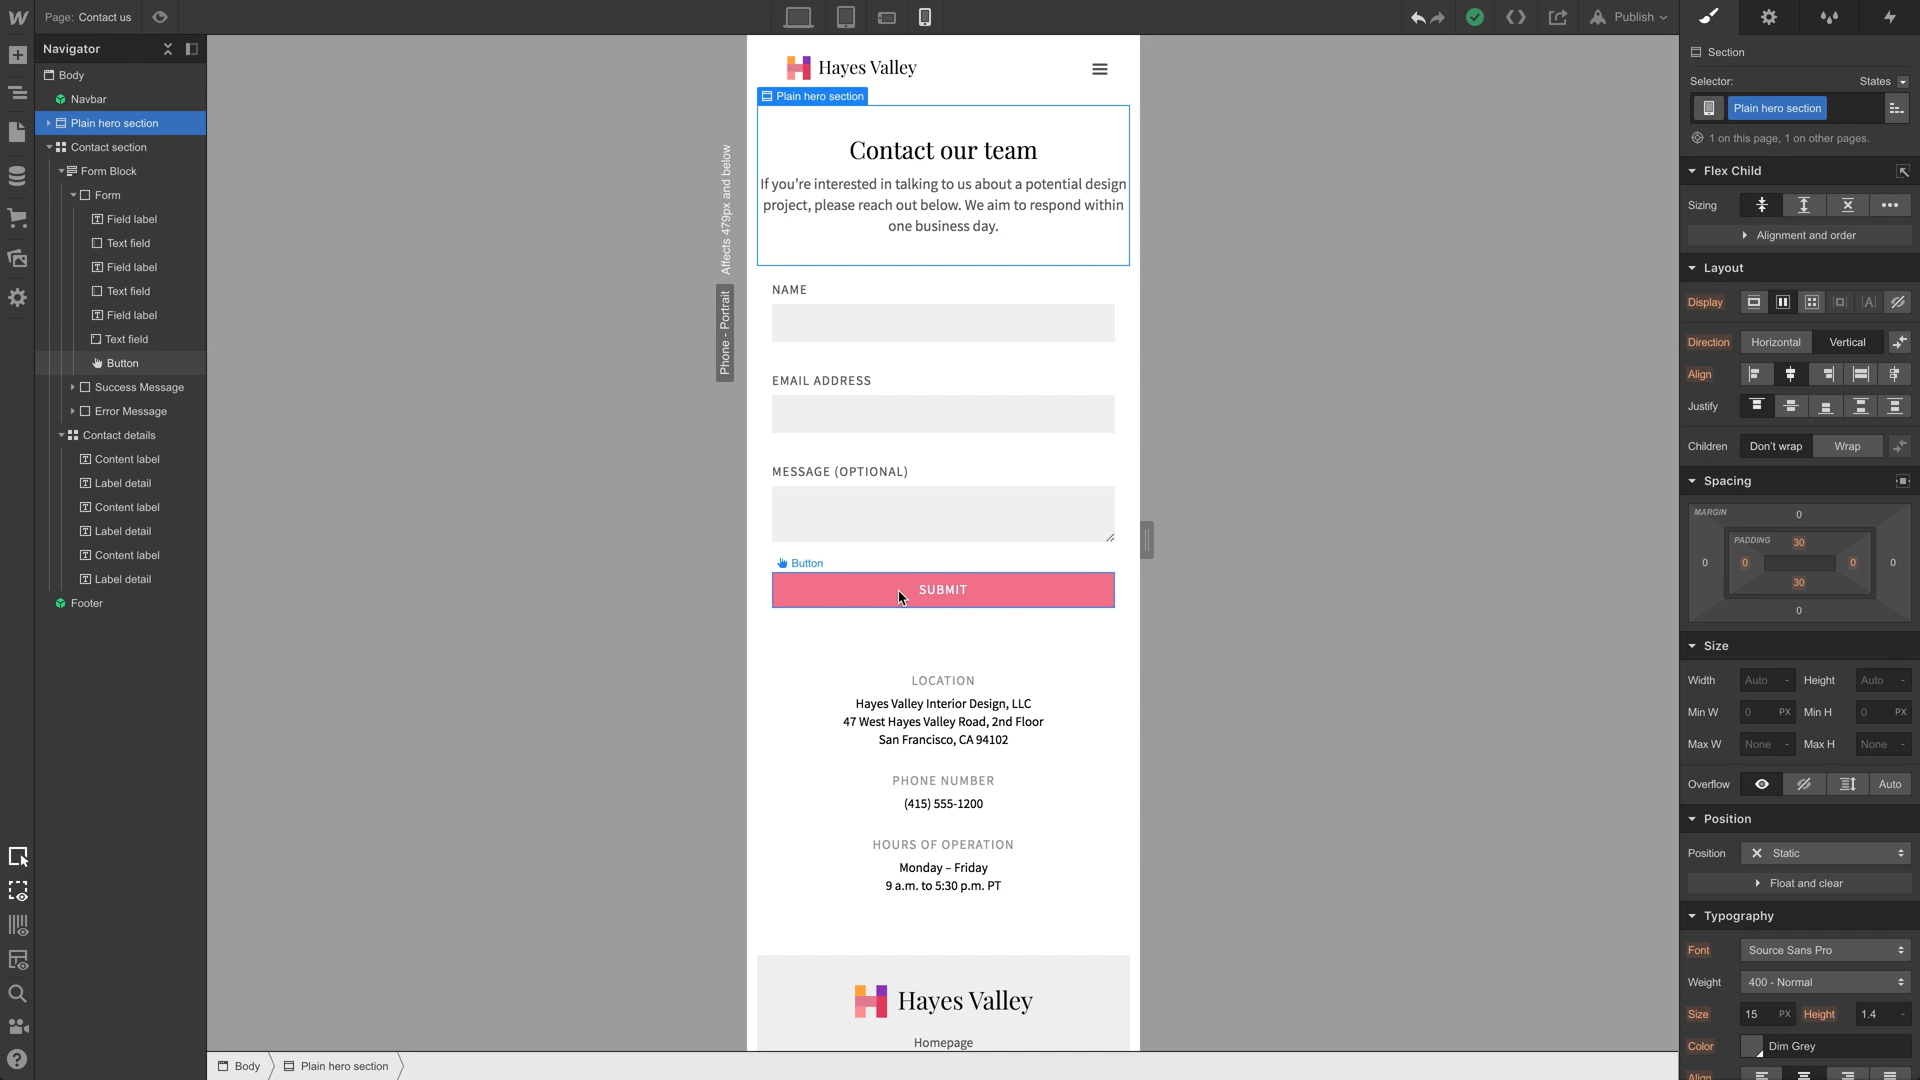 Page: Contact us
Publish
Navigator
Body
Navbar
Plain hero section
Contact section
Form Block
Form
Field label
Text field
Field label
Text field
Field label
Text field
Button
Success Message
Error Message
Contact details
Content label
Label detail
Content label
Label detail
Content label
Label detail
Footer
Affects 479px and below
Phone - Portrait
Hayes Valley
Plain hero section
Contact our team
If you’re interested in talking to us about a potential design
project, please reach out below. We aim to respond within
one business day.
NAME
EMAIL ADDRESS
MESSAGE (OPTIONAL)
Button
SUBMIT
LOCATION
Hayes Valley Interior Design, LLC
47 West Hayes Valley Road, 2nd Floor
San Francisco, CA 94102
PHONE NUMBER
(415) 555-1200
HOURS OF OPERATION
Monday – Friday
9 a.m. to 5:30 p.m. PT
Hayes Valley
Homepage
Body
Plain hero section
Section
Selector: States
Plain hero section
1 on this page, 1 on other pages.
Flex Child
Sizing
Alignment and order
Layout
Display
Direction Horizontal Vertical
Align
Justify
Children Don't wrap Wrap
Spacing
MARGIN 0
PADDING 30
0 0 0 0
30
0
Size
Width Auto - Height Auto -
Min W 0 PX Min H 0 PX
Max W None - Max H None -
Overflow Auto
Position
Position Static
Float and clear
Typography
Font Source Sans Pro
Weight 400 - Normal
Size 15 PX Height 1.4 -
Color Dim Grey
Align